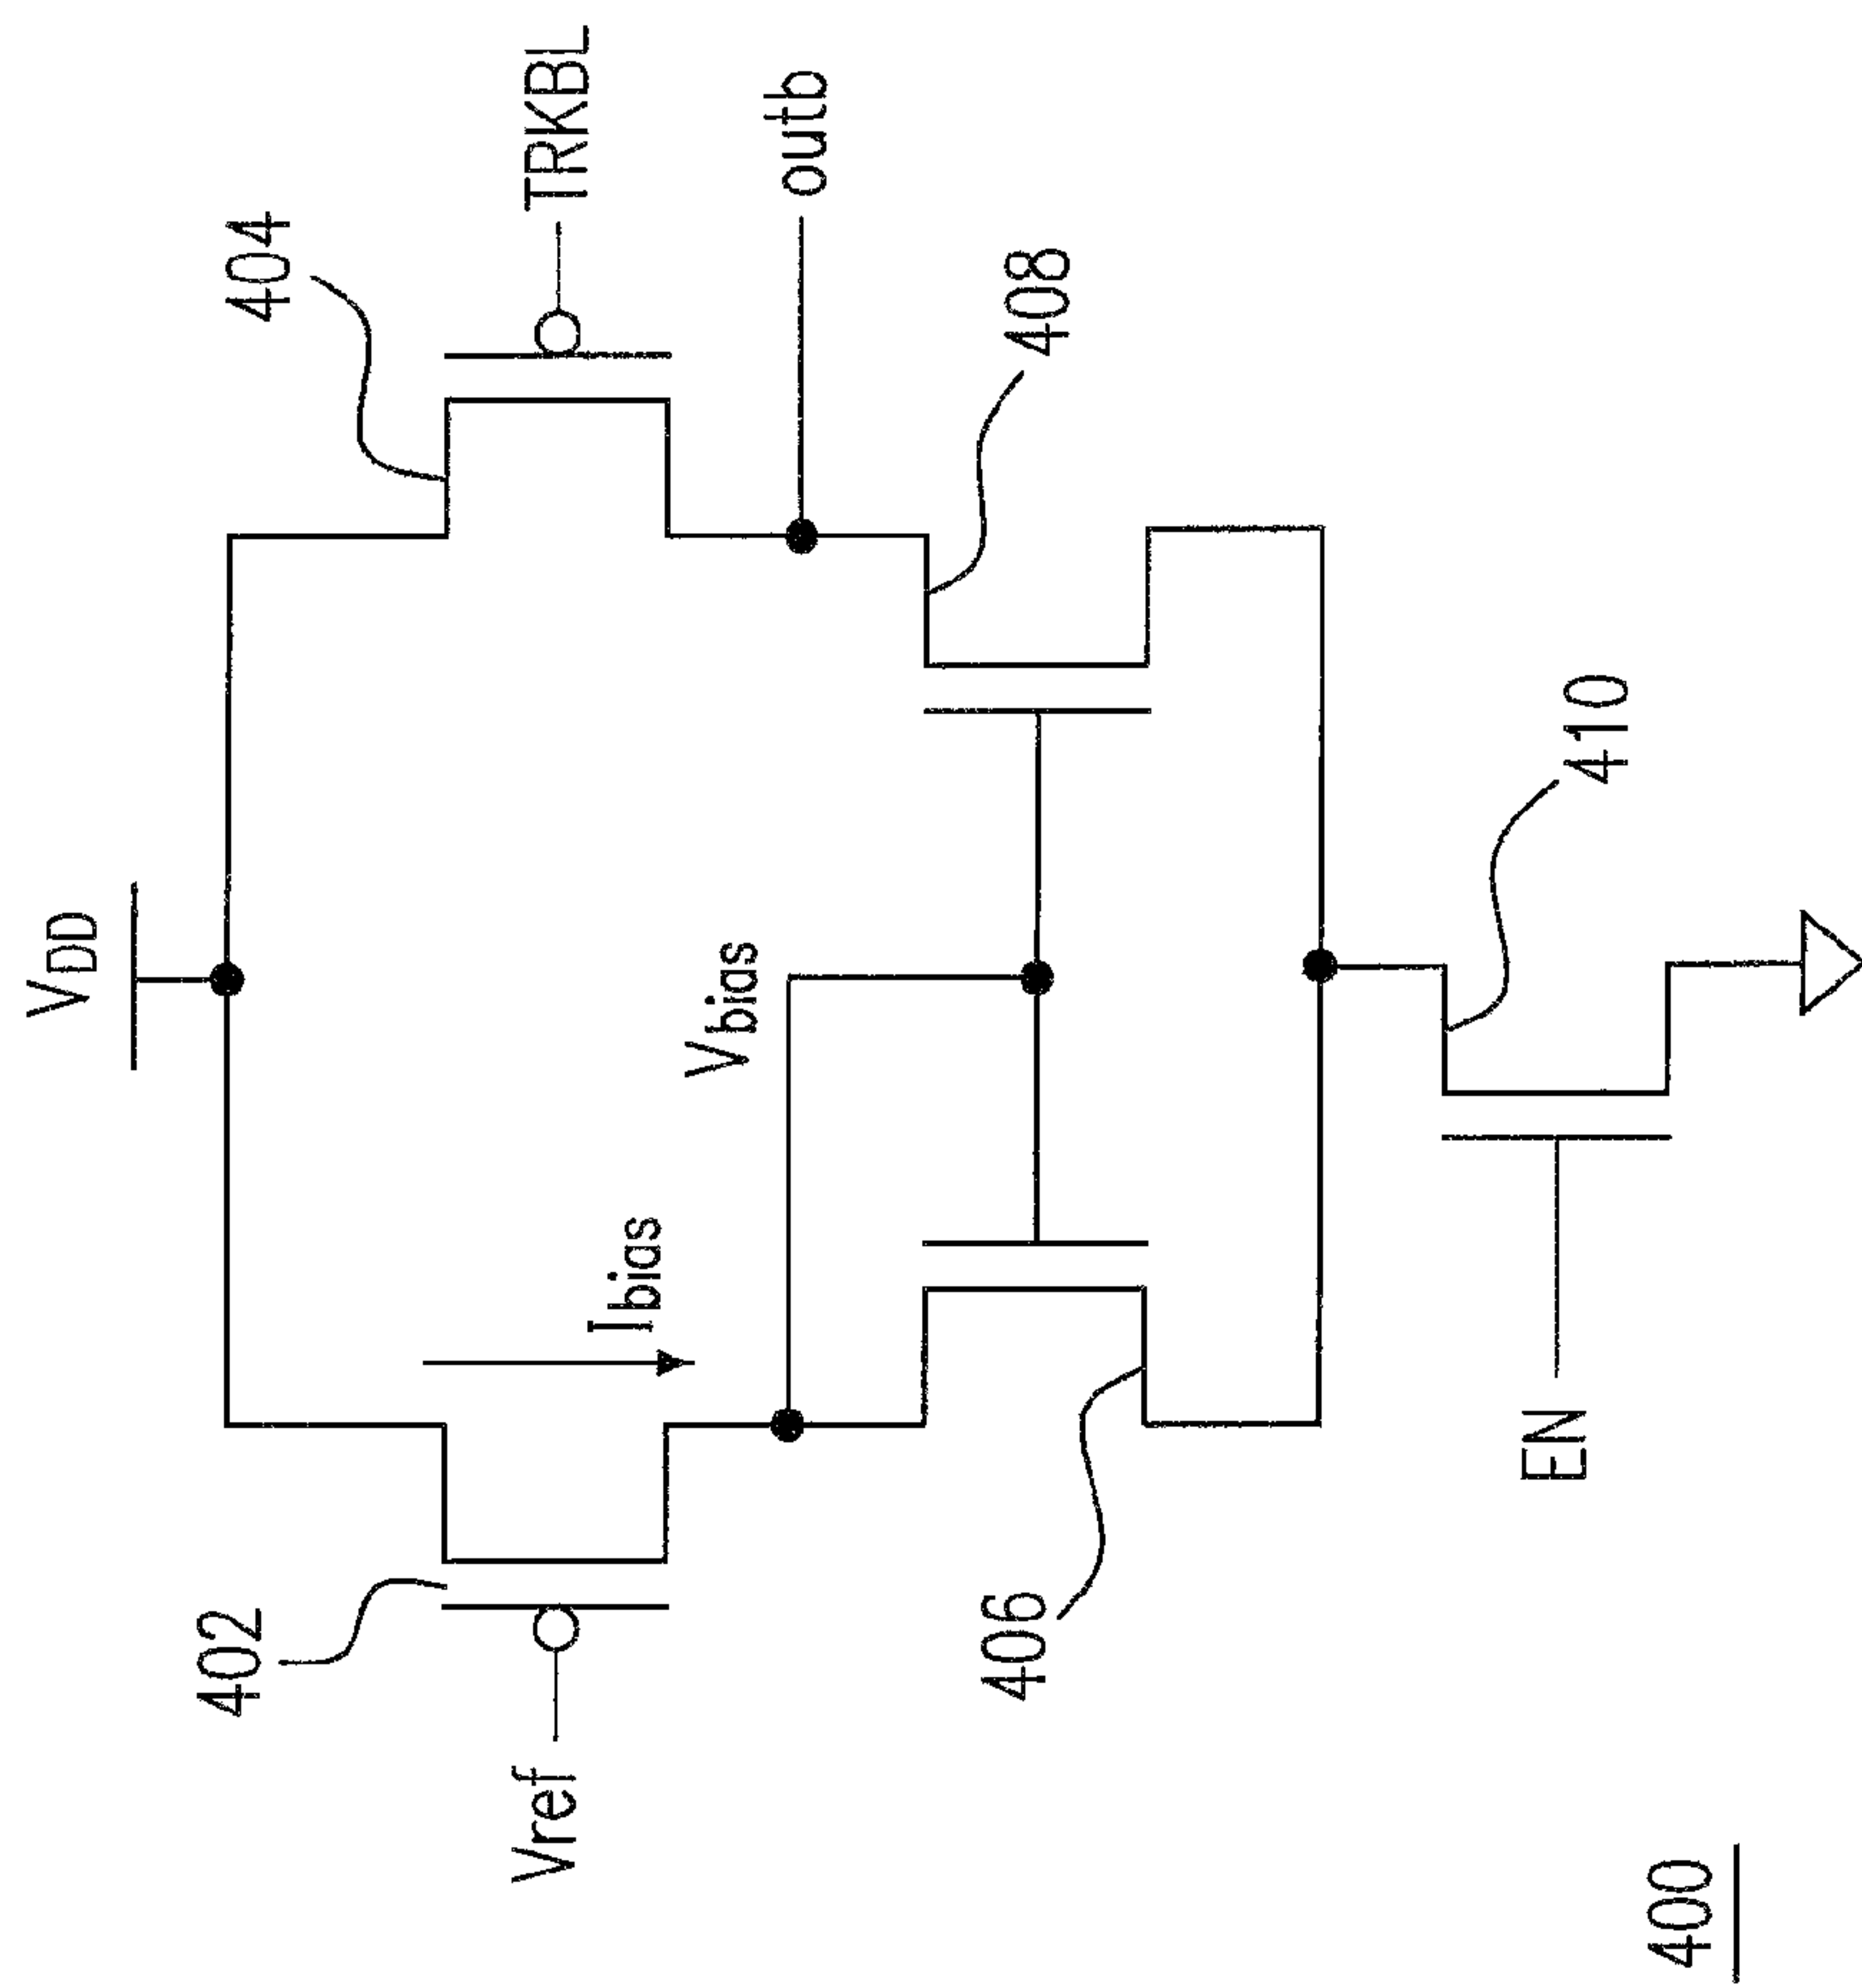 VDD
404
TRKBL
402
Ibias
Vbias
outb
Vref
408
406
410
EN
400